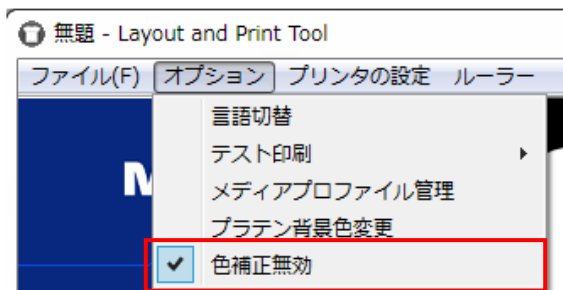 無題 - Layout and Print Tool
ファイル(F) オプション プリンタの設定 ルーラー
言語切替
テスト印刷
メディアプロファイル管理
プラテン背景色変更
色補正無効